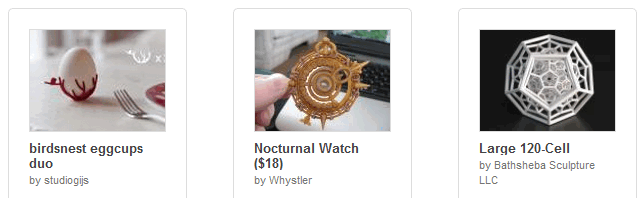 birdsnest eggcups
duo
by studiogijs
Nocturnal Watch
($18)
by Whystler
Large 120-Cell
by Bathsheba Sculpture
LLC